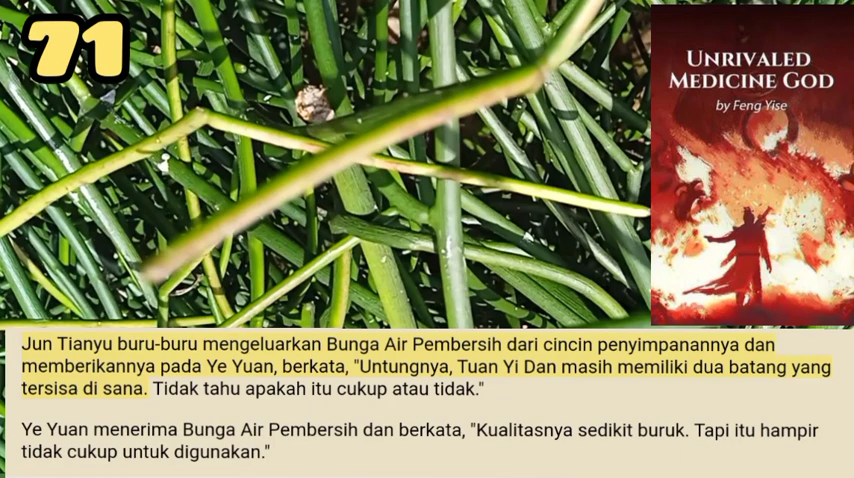 71
UNRIVALED
MEDICINE GOD
by Feng Yise
Jun Tianyu buru-buru mengeluarkan Bunga Air Pembersih dari cincin penyimpanannya dan
memberikannya pada Ye Yuan, berkata, "Untungnya, Tuan Yi Dan masih memiliki dua batang yang
tersisa di sana. Tidak tahu apakah itu cukup atau tidak."
Ye Yuan menerima Bunga Air Pembersih dan berkata, "Kualitasnya sedikit buruk. Tapi itu hampir
tidak cukup untuk digunakan."